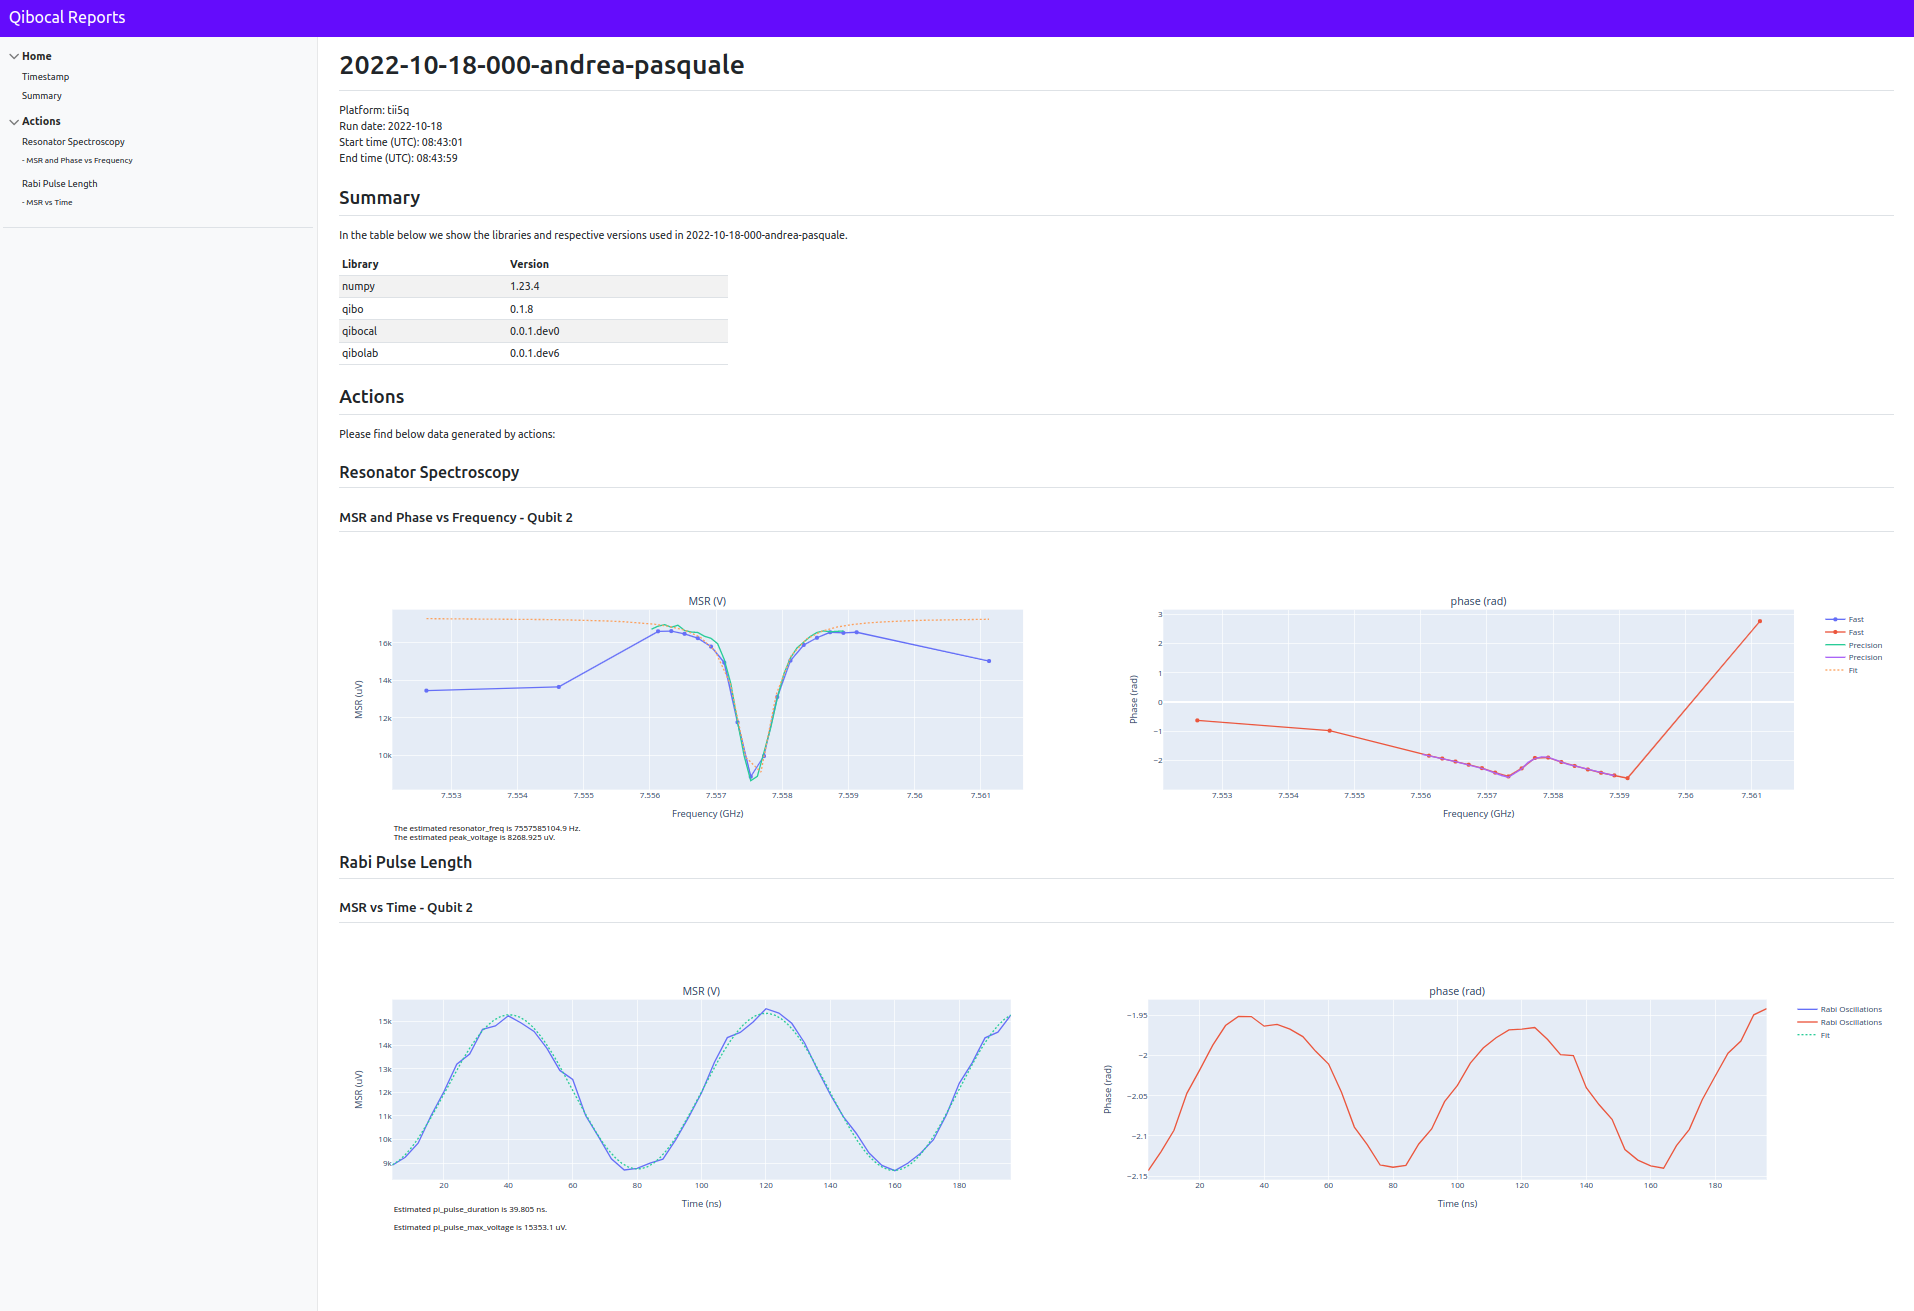 Qibocal Reports
Home
Timestamp
Summary
Actions
Resonator Spectroscopy
- MSR and Phase vs Frequency
Rabi Pulse Length
- MSR vs Time
2022-10-18-000-andrea-pasquale
Platform: tii5q
Run date: 2022-10-18
Start time (UTC): 08:43:01
End time (UTC): 08:43:59
Summary
In the table below we show the libraries and respective versions used in 2022-10-18-000-andrea-pasquale.
Library Version
numpy 1.23.4
qibo 0.1.8
qibocal 0.0.1.dev0
qibolab 0.0.1.dev6
Actions
Please find below data generated by actions:
Resonator Spectroscopy
MSR and Phase vs Frequency - Qubit 2
MSR (V)
16k
14k
12k
10k
MSR (uV)
7.553 7.554 7.555 7.556 7.557 7.558 7.559 7.56 7.561
Frequency (GHz)
The estimated resonator_freq is 7557585104.9 Hz.
The estimated peak_voltage is 8268.925 uV.
phase (rad)
3
2
1
0
−1
−2
Phase (rad)
7.553 7.554 7.555 7.556 7.557 7.558 7.559 7.56 7.561
Frequency (GHz)
Fast
Fast
Precision
Precision
Fit
Rabi Pulse Length
MSR vs Time - Qubit 2
MSR (V)
15k
14k
13k
12k
11k
10k
9k
MSR (uV)
20 40 60 80 100 120 140 160 180
Time (ns)
Estimated pi_pulse_duration is 39.805 ns.
Estimated pi_pulse_max_voltage is 15353.1 uV.
phase (rad)
−1.95
−2
−2.05
−2.1
−2.15
Phase (rad)
20 40 60 80 100 120 140 160 180
Time (ns)
Rabi Oscillations
Rabi Oscillations
Fit